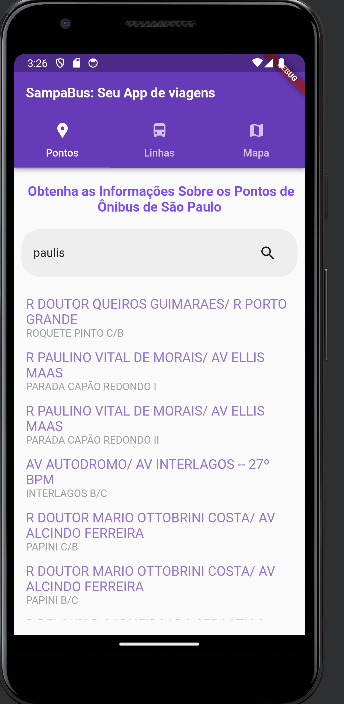 3:26
DEBUG
SampaBus: Seu App de viagens
Pontos
Linhas
Mapa
Obtenha as Informações Sobre os Pontos de
Ônibus de São Paulo
paulis
R DOUTOR QUEIROS GUIMARAES/ R PORTO
GRANDE
ROQUETE PINTO C/B
R PAULINO VITAL DE MORAIS/ AV ELLIS
MAAS
PARADA CAPÃO REDONDO I
R PAULINO VITAL DE MORAIS/ AV ELLIS
MAAS
PARADA CAPÃO REDONDO II
AV AUTODROMO/ AV INTERLAGOS -- 27º
BPM
INTERLAGOS B/C
R DOUTOR MARIO OTTOBRINI COSTA/ AV
ALCINDO FERREIRA
PAPINI C/B
R DOUTOR MARIO OTTOBRINI COSTA/ AV
ALCINDO FERREIRA
PAPINI B/C